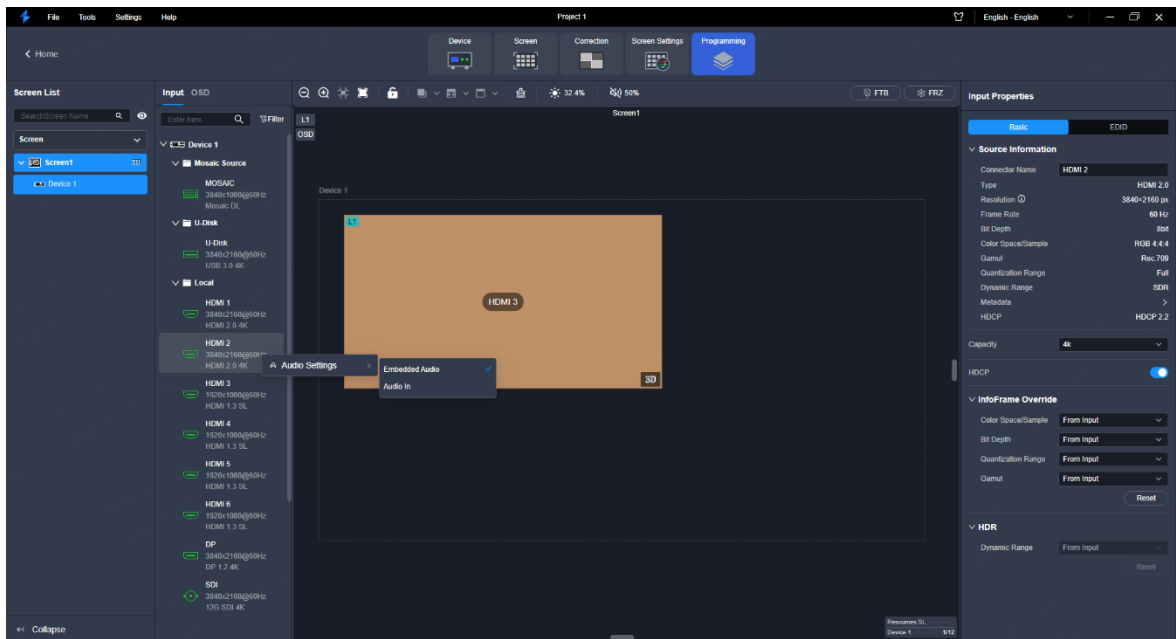 File Tools Settings Help Project 1 English - English
Home
Device Screen Correction Screen Settings Programming
Screen List
SearchScreen Name
Screen
Screen1 3D
Device 1
Collapse
Input OSD
Enter here Filter
Device 1
Mosaic Source
MOSAIC
3840x1080@60Hz
Mosaic DL
U-Disk
U-Disk
3840x2160@60Hz
USB 3.0 4K
Local
HDMI 1
3840x2160@60Hz
HDMI 2.0 4K
HDMI 2
3840x2160@60Hz
HDMI 2.0 4K
HDMI 3
1920x1080@60Hz
HDMI 1.3 SL
HDMI 4
1920x1080@60Hz
HDMI 1.3 SL
HDMI 5
1920x1080@60Hz
HDMI 1.3 SL
HDMI 6
1920x1080@60Hz
HDMI 1.3 SL
DP
3840x2160@60Hz
DP 1.2 4K
SDI
3840x2160@60Hz
12G SDI 4K
Audio Settings
Embedded Audio
Audio In
32.4% 50% FTB FRZ
L1
OSD
Screen1
Device 1
L1
HDMI 3
3D
Resources SL
Device 1 1/12
Input Properties
Basic EDID
Source Information
Connector Name HDMI 2
Type HDMI 2.0
Resolution 3840×2160 px
Frame Rate 60 Hz
Bit Depth 8bit
Color Space/Sample RGB 4:4:4
Gamut Rec.709
Quantization Range Full
Dynamic Range SDR
Metadata
HDCP HDCP 2.2
Capacity 4k
HDCP
InfoFrame Override
Color Space/Sample From Input
Bit Depth From Input
Quantization Range From Input
Gamut From Input
Reset
HDR
Dynamic Range From Input
Reset